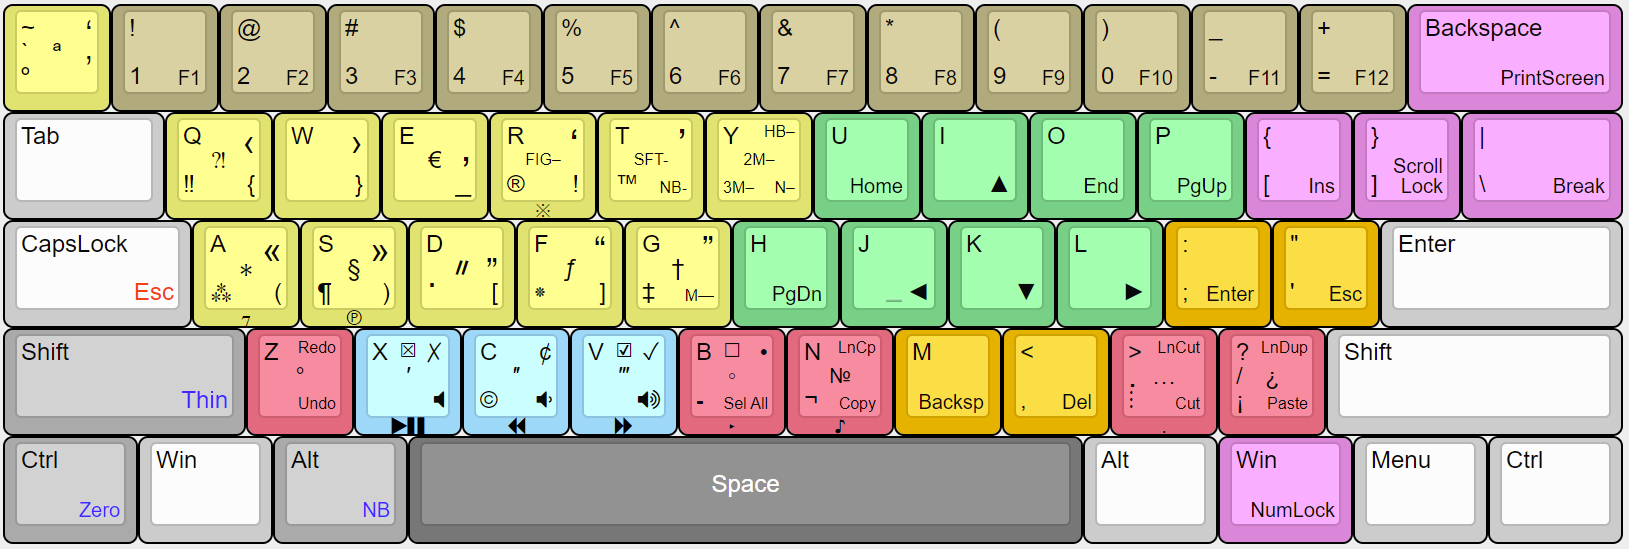 ~ ‘
` ª ’
º
!
1 F1
@
2 F2
#
3 F3
$
4 F4
%
5 F5
^
6 F6
&
7 F7
*
8 F8
(
9 F9
)
0 F10
_
- F11
+
= F12
Backspace
PrintScreen
Tab
Q ‹
⁈
‼ {
W ›
}
E
€ ,
_
R ‘
FIG–
® !
※
T ’
SFT-
™ NB-
Y HB–
2M–
3M– N–
U
Home
I
▲
O
End
P
PgUp
{
[ Ins
}
Scroll
] Lock
|
\ Break
CapsLock
Esc
A «
*
⁂ (
7
S »
§
¶ )
℗
D
〃 ”
· [
F “
ƒ
]
G ”
†
‡ M—
H
PgDn
J
_ ◀
K
▼
L
▶
:
; Enter
"
' Esc
Enter
Shift
Thin
Z Redo
°
Undo
X ☒ ╳
′
C ¢
″
©
V ☑ ✓
‴
B ☐ •
◦
- Sel All
‣
N LnCp
№
¬ Copy
♪
M
Backsp
<
, Del
> LnCut
. …
⋮ Cut
.
? LnDup
/ ¿
¡ Paste
Shift
Ctrl
Zero
Win
Alt
NB
Space
Alt
Win
NumLock
Menu
Ctrl